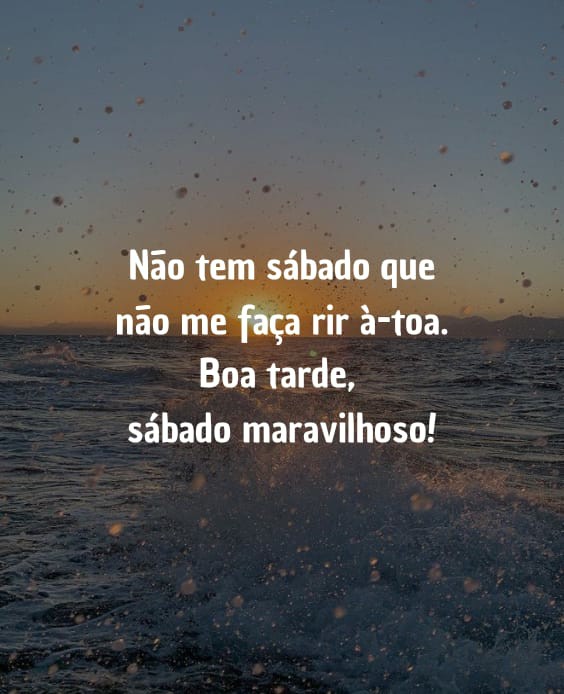 Não tem sábado que
não me faça rir à-toa.
Boa tarde,
sábado maravilhoso!